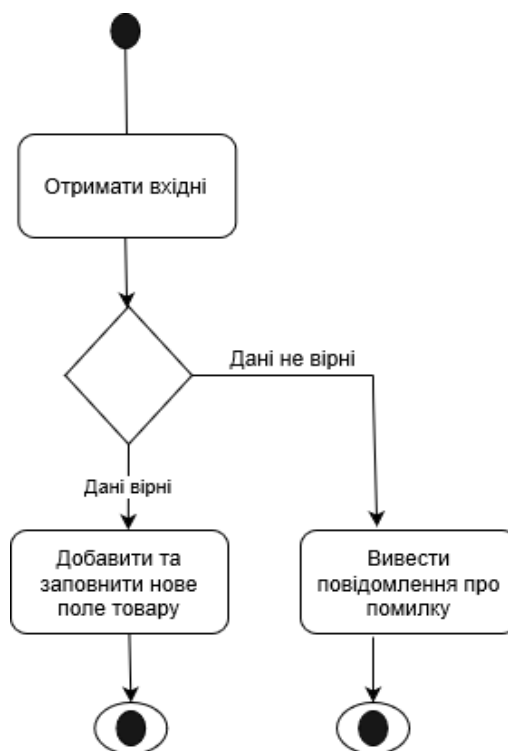 Отримати вхідні
Дані не вірні
Дані вірні
Добавити та
заповнити нове
поле товару
Вивести
повідомлення про
помилку